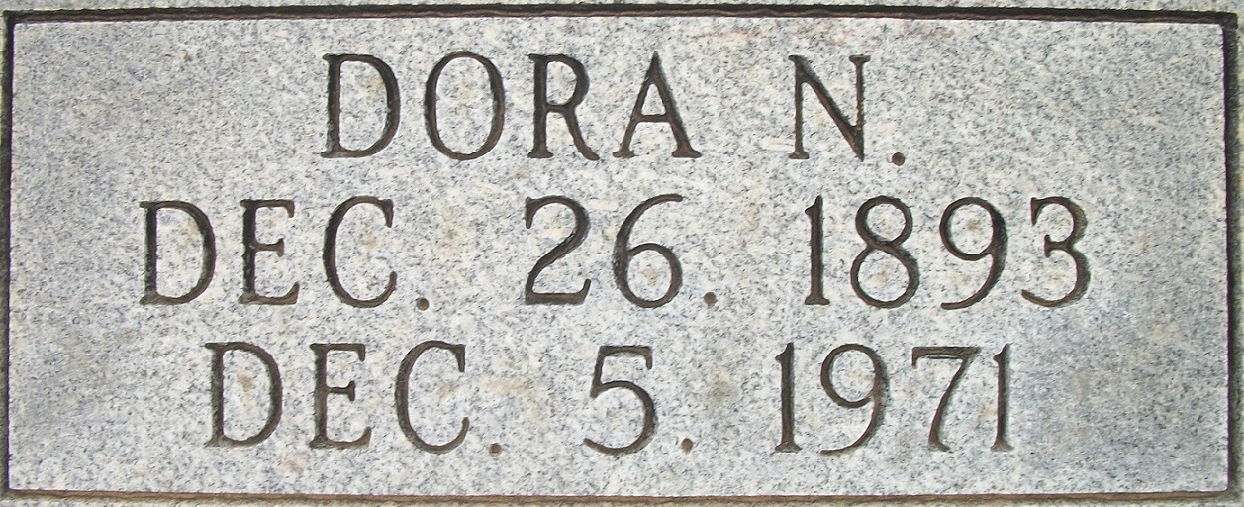 DORA N.
DEC. 26. 1893
DEC. 5. 1971